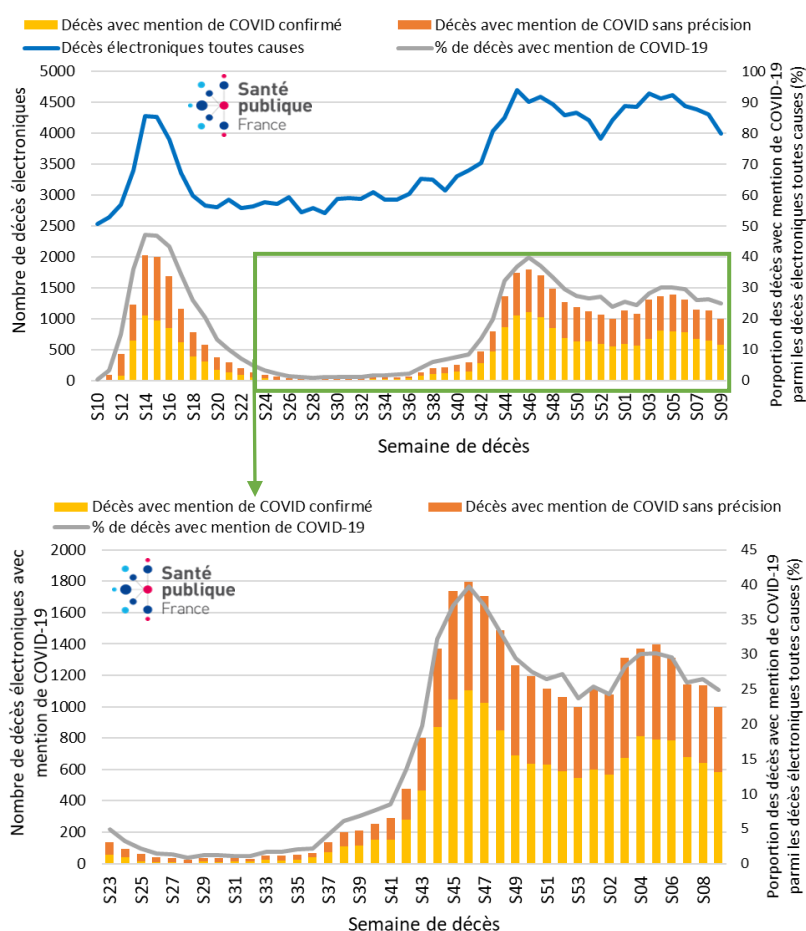 Décès avec mention de COVID confirmé
Décès avec mention de COVID sans précision
Décès électroniques toutes causes
% de décès avec mention de COVID-19
Nombre de décès électroniques
5000
4500
4000
3500
3000
2500
2000
1500
1000
500
0
Santé
publique
France
100
90
80
70
60
50
40
30
20
10
0
Porportion des décès avec mention de COVID-19
parmi les décès électroniques toutes causes (%)
S10
S12
S14
S16
S18
S20
S22
S24
S26
S28
S30
S32
S34
S36
S38
S40
S42
S44
S46
S48
S50
S52
S01
S03
S05
S07
S09
Semaine de décès
Décès avec mention de COVID confirmé
Décès avec mention de COVID sans précision
% de décès avec mention de COVID-19
Nombre de décès électroniques avec
mention de COVID-19
2000
1800
1600
1400
1200
1000
800
600
400
200
0
Santé
publique
France
45
40
35
30
25
20
15
10
5
0
Porportion des décès avec mention de COVID-19
parmi les décès électroniques toutes causes (%)
S23
S25
S27
S29
S31
S33
S35
S37
S39
S41
S43
S45
S47
S49
S51
S53
S02
S04
S06
S08
Semaine de décès